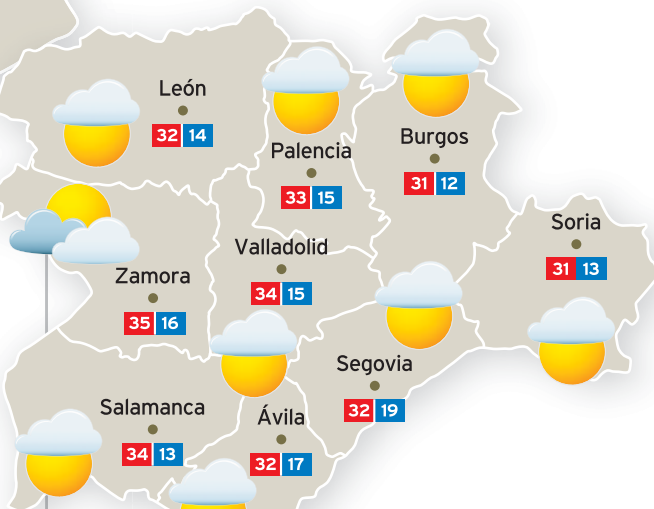 León
32 14
Palencia
33 15
Burgos
31 12
Soria
31 13
Valladolid
34 15
Zamora
35 16
Segovia
32 19
Salamanca
34 13
Ávila
32 17